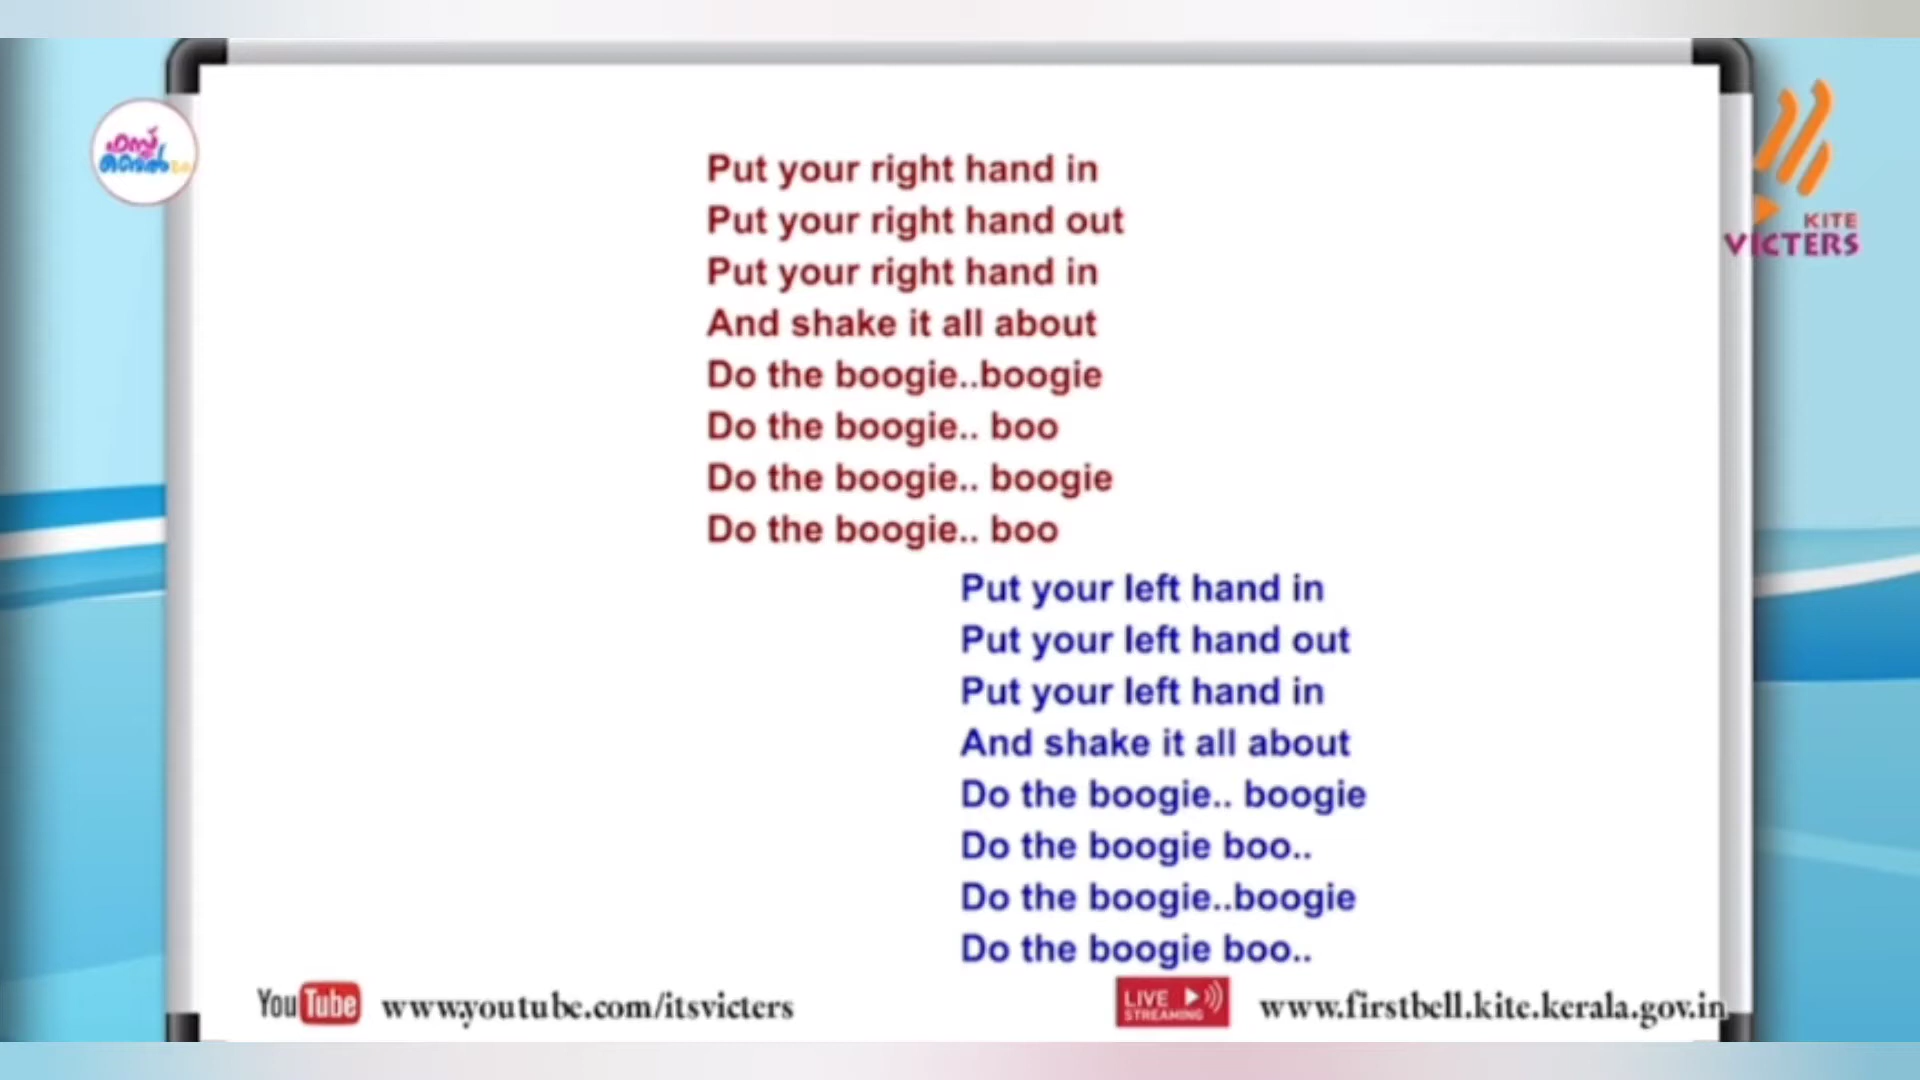 ഫസ്റ്റ്
ബെൽ 2.0
KITE
VICTERS
Put your right hand in
Put your right hand out
Put your right hand in
And shake it all about
Do the boogie..boogie
Do the boogie.. boo
Do the boogie.. boogie
Do the boogie.. boo
Put your left hand in
Put your left hand out
Put your left hand in
And shake it all about
Do the boogie.. boogie
Do the boogie boo..
Do the boogie..boogie
Do the boogie boo..
YouTube www.youtube.com/itsvicters
LIVE STREAMING www.firstbell.kite.kerala.gov.in